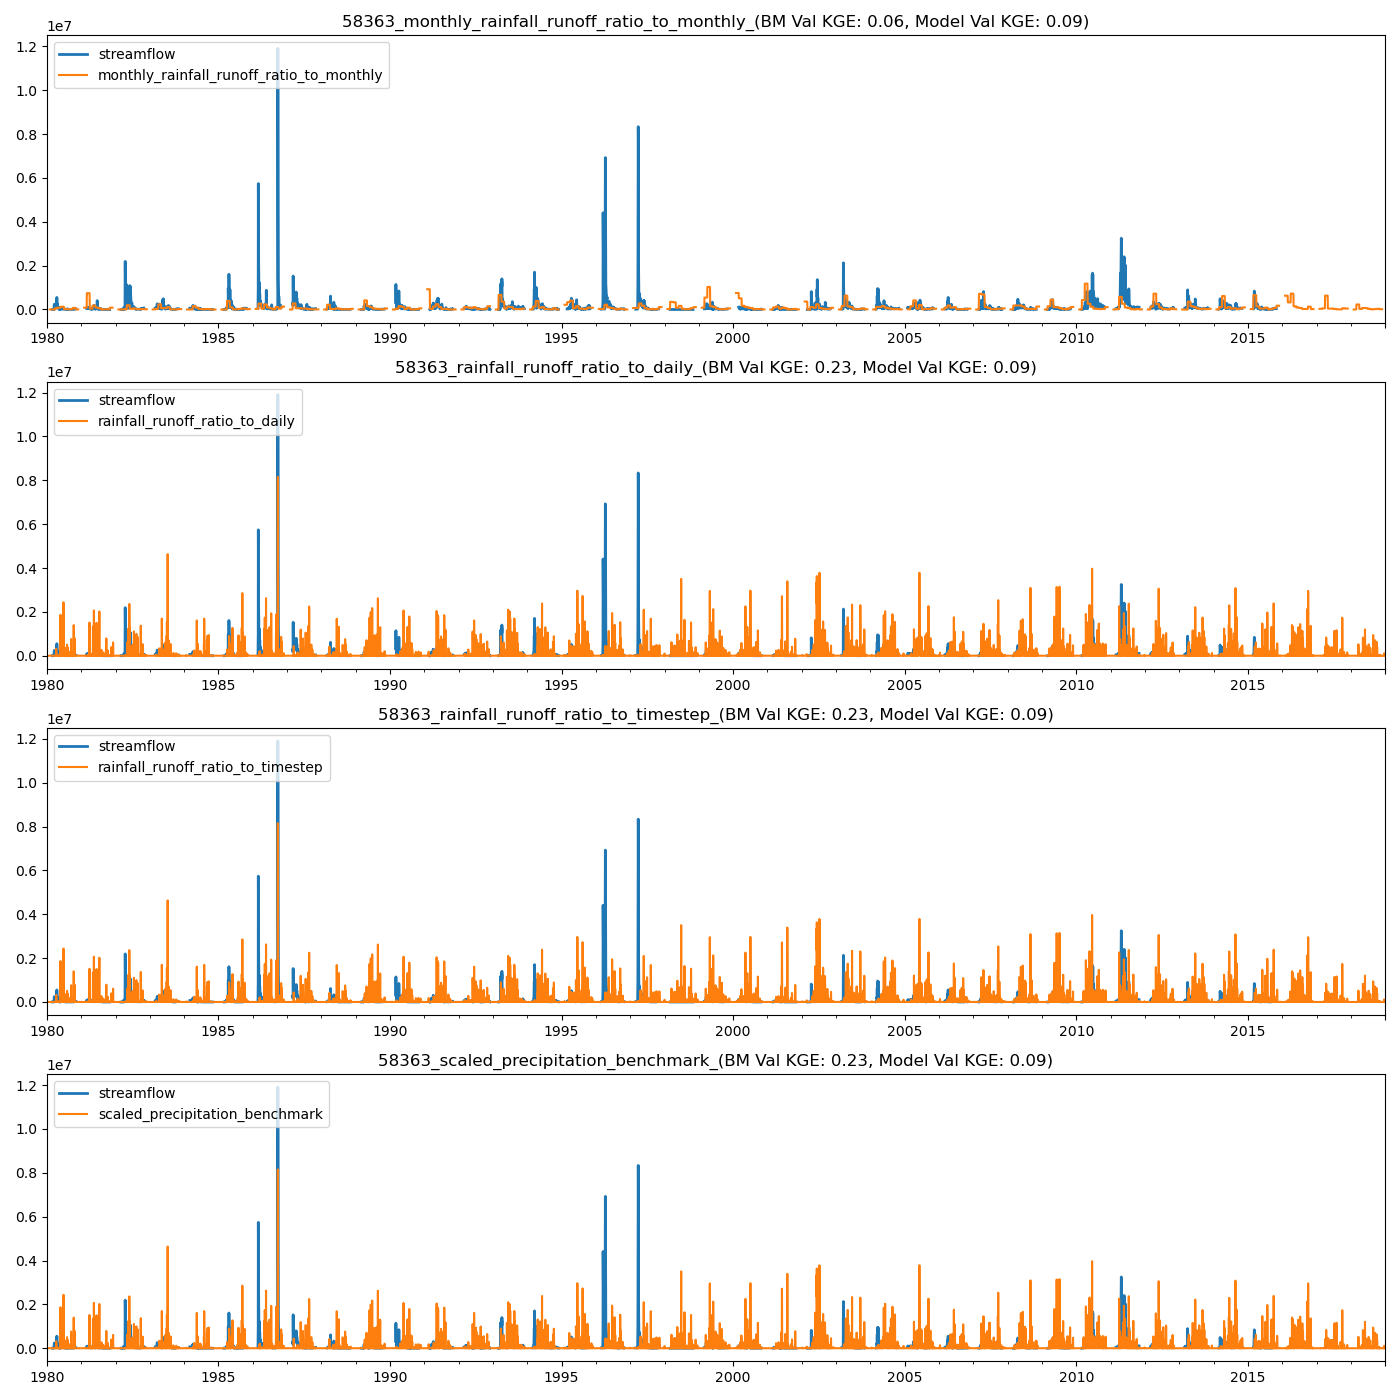 58363_monthly_rainfall_runoff_ratio_to_monthly_(BM Val KGE: 0.06, Model Val KGE: 0.09)
1e7
1.2
1.0
0.8
0.6
0.4
0.2
0.0
streamflow
monthly_rainfall_runoff_ratio_to_monthly
1980 1985 1990 1995 2000 2005 2010 2015
58363_rainfall_runoff_ratio_to_daily_(BM Val KGE: 0.23, Model Val KGE: 0.09)
1e7
1.2
1.0
0.8
0.6
0.4
0.2
0.0
streamflow
rainfall_runoff_ratio_to_daily
1980 1985 1990 1995 2000 2005 2010 2015
58363_rainfall_runoff_ratio_to_timestep_(BM Val KGE: 0.23, Model Val KGE: 0.09)
1e7
1.2
1.0
0.8
0.6
0.4
0.2
0.0
streamflow
rainfall_runoff_ratio_to_timestep
1980 1985 1990 1995 2000 2005 2010 2015
58363_scaled_precipitation_benchmark_(BM Val KGE: 0.23, Model Val KGE: 0.09)
1e7
1.2
1.0
0.8
0.6
0.4
0.2
0.0
streamflow
scaled_precipitation_benchmark
1980 1985 1990 1995 2000 2005 2010 2015